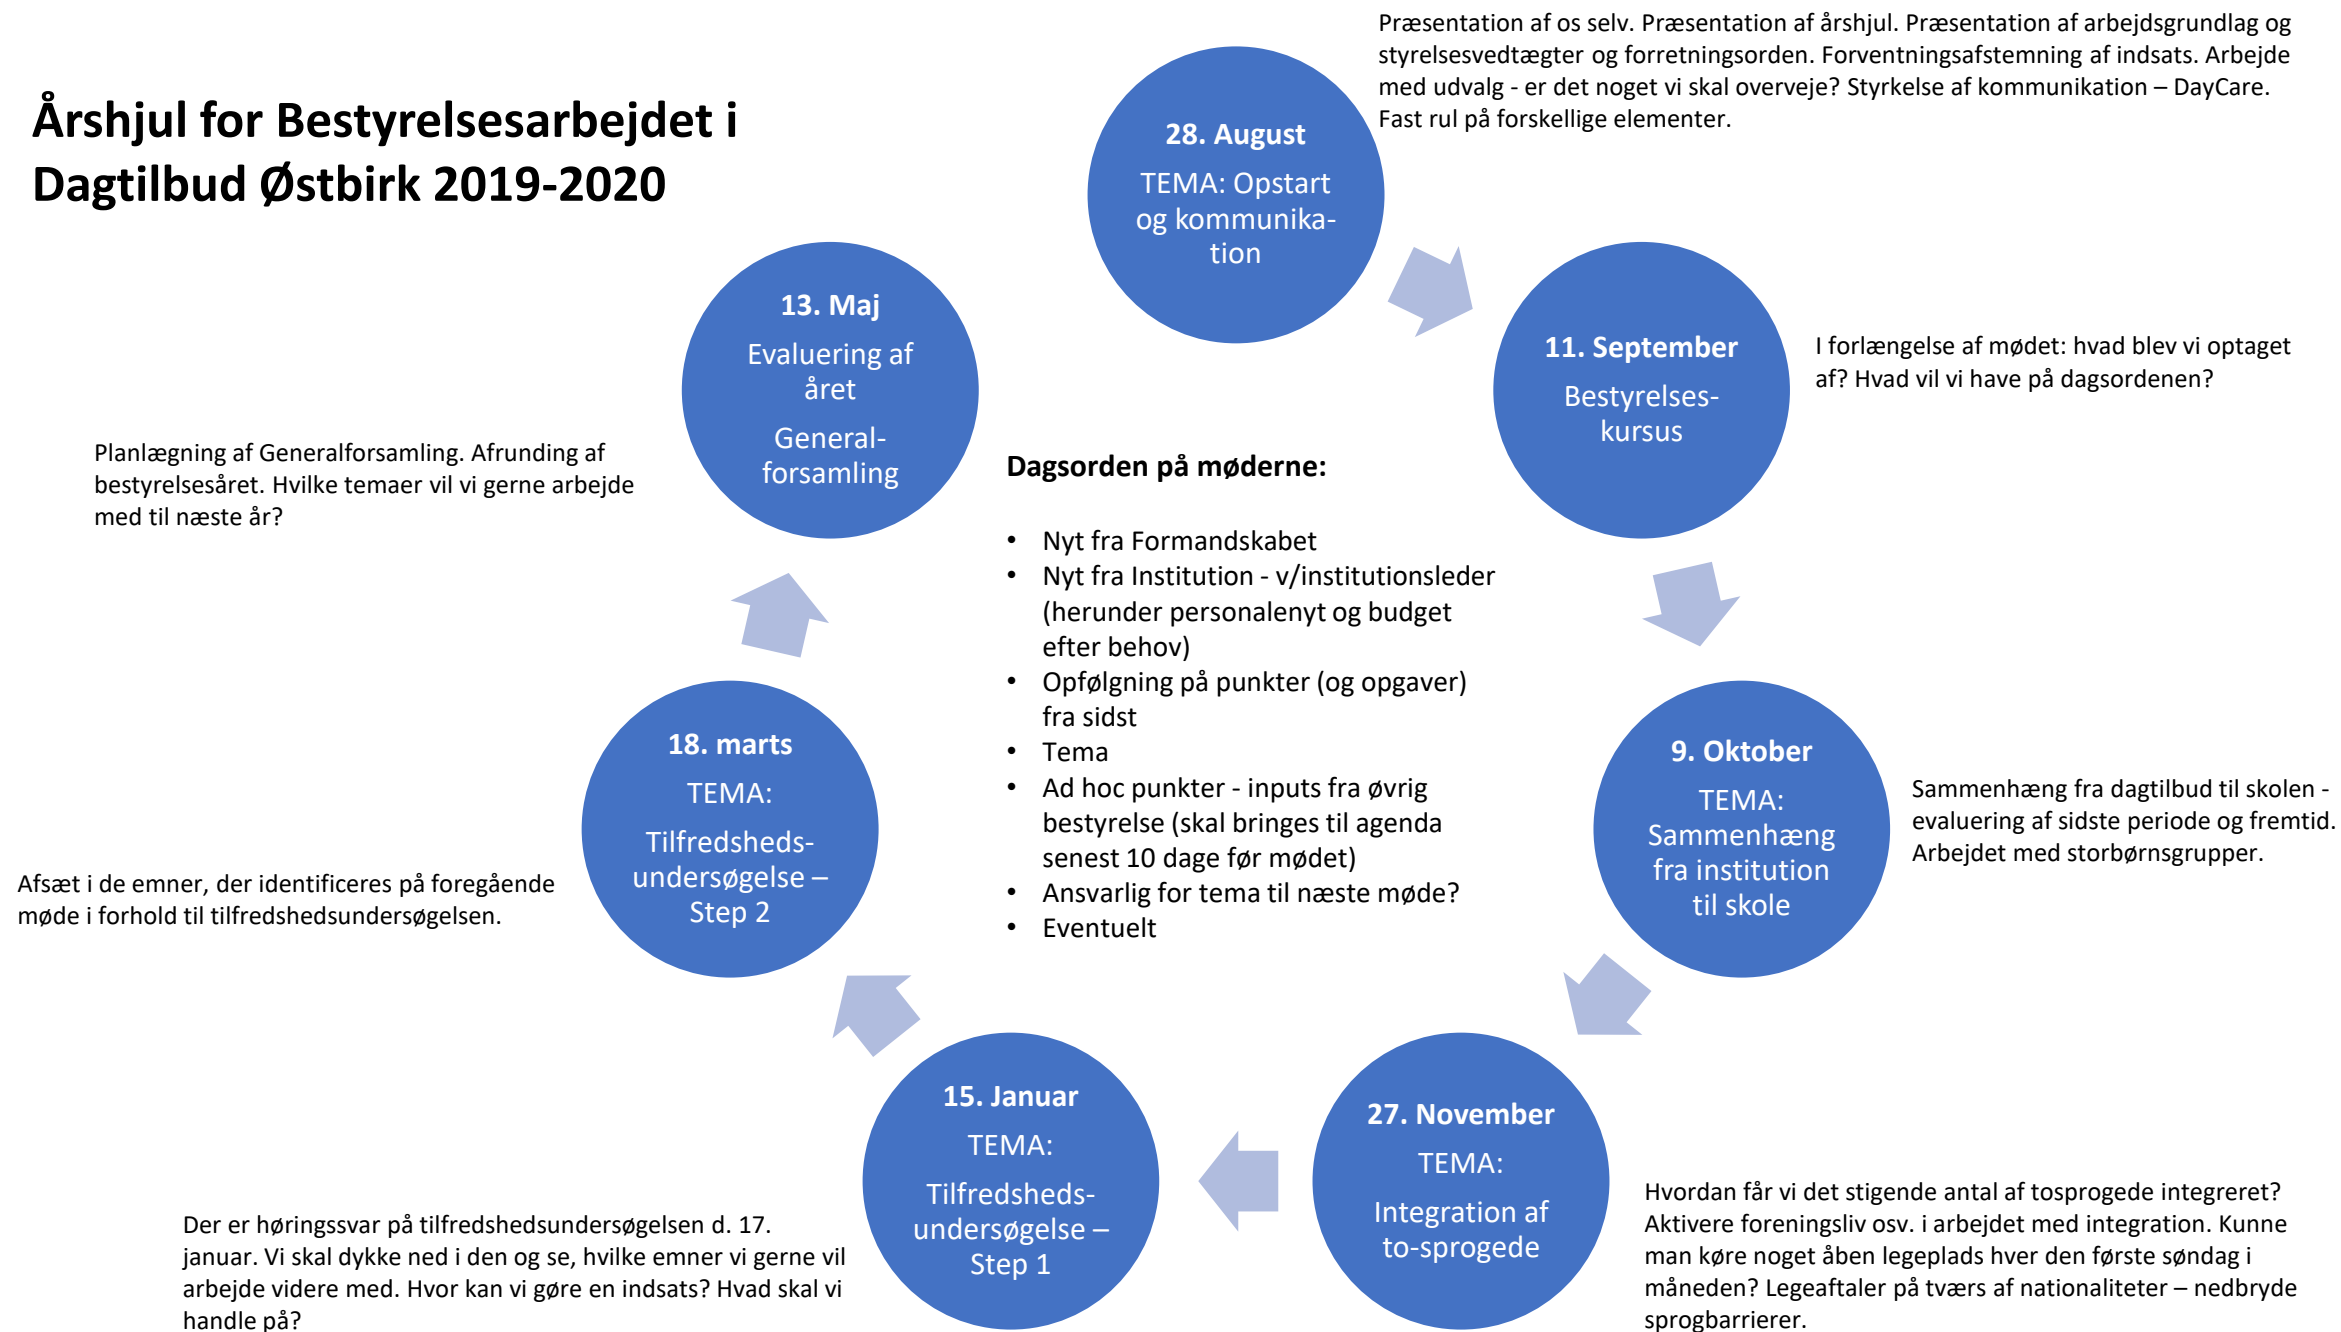 Årshjul for Bestyrelsesarbejdet i
Dagtilbud Østbirk 2019-2020
Præsentation af os selv. Præsentation af årshjul. Præsentation af arbejdsgrundlag og
styrelsesvedtægter og forretningsorden. Forventningsafstemning af indsats. Arbejde
med udvalg - er det noget vi skal overveje? Styrkelse af kommunikation – DayCare.
Fast rul på forskellige elementer.
28. August
TEMA: Opstart
og kommunika-
tion
11. September
Bestyrelses-
kursus
I forlængelse af mødet: hvad blev vi optaget
af? Hvad vil vi have på dagsordenen?
9. Oktober
TEMA:
Sammenhæng
fra institution
til skole
Sammenhæng fra dagtilbud til skolen -
evaluering af sidste periode og fremtid.
Arbejdet med storbørnsgrupper.
27. November
TEMA:
Integration af
to-sprogede
Hvordan får vi det stigende antal af tosprogede integreret?
Aktivere foreningsliv osv. i arbejdet med integration. Kunne
man køre noget åben legeplads hver den første søndag i
måneden? Legeaftaler på tværs af nationaliteter – nedbryde
sprogbarrierer.
15. Januar
TEMA:
Tilfredsheds-
undersøgelse –
Step 1
Der er høringssvar på tilfredshedsundersøgelsen d. 17.
januar. Vi skal dykke ned i den og se, hvilke emner vi gerne vil
arbejde videre med. Hvor kan vi gøre en indsats? Hvad skal vi
handle på?
18. marts
TEMA:
Tilfredsheds-
undersøgelse –
Step 2
Afsæt i de emner, der identificeres på foregående
møde i forhold til tilfredshedsundersøgelsen.
13. Maj
Evaluering af
året
General-
forsamling
Planlægning af Generalforsamling. Afrunding af
bestyrelsesåret. Hvilke temaer vil vi gerne arbejde
med til næste år?
Dagsorden på møderne:
• Nyt fra Formandskabet
• Nyt fra Institution - v/institutionsleder
(herunder personalenyt og budget
efter behov)
• Opfølgning på punkter (og opgaver)
fra sidst
• Tema
• Ad hoc punkter - inputs fra øvrig
bestyrelse (skal bringes til agenda
senest 10 dage før mødet)
• Ansvarlig for tema til næste møde?
• Eventuelt